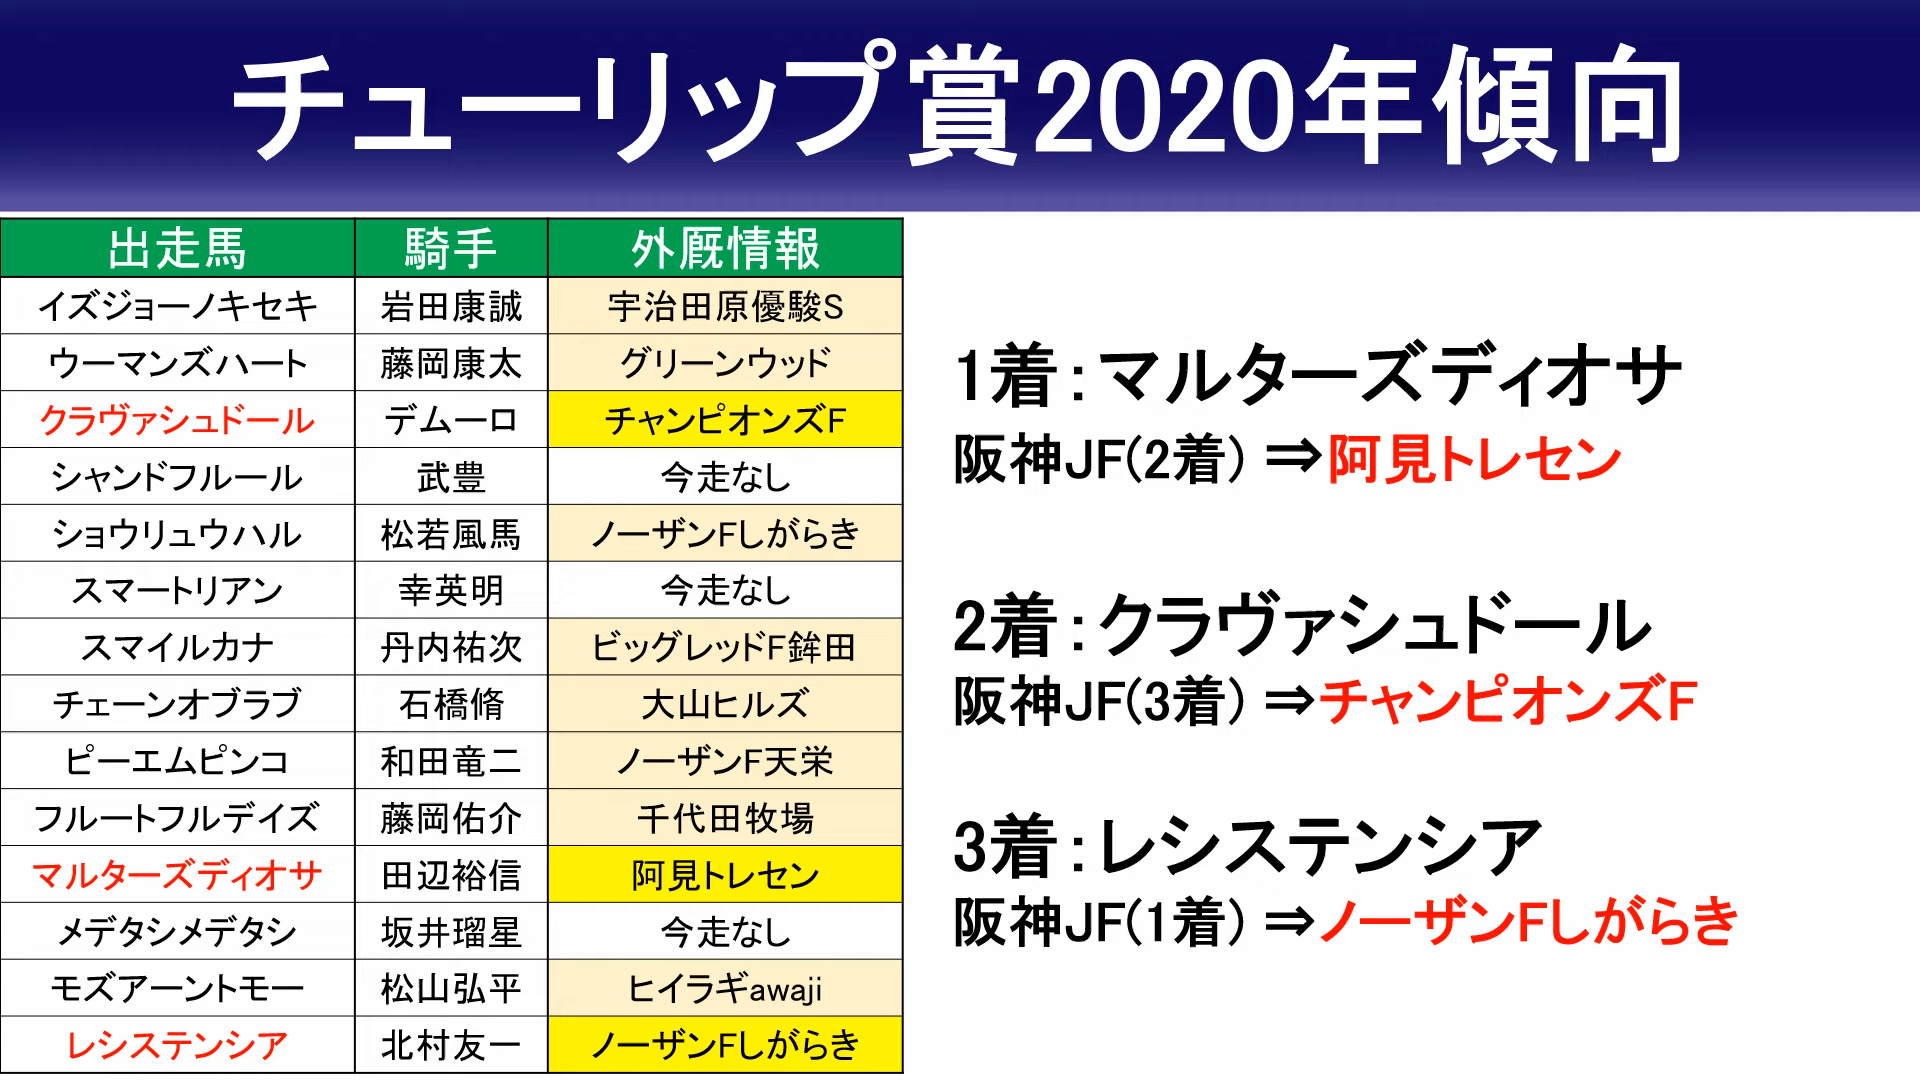 チューリップ賞2020年傾向
出走馬 騎手 外厩情報
イズジョーノキセキ 岩田康誠 宇治田原優駿S
ウーマンズハート 藤岡康太 グリーンウッド
クラヴァシュドール デムーロ チャンピオンズF
シャンドフルール 武豊 今走なし
ショウリュウハル 松若風馬 ノーザンFしがらき
スマートリアン 幸英明 今走なし
スマイルカナ 丹内祐次 ビッグレッドF鉾田
チェーンオブラブ 石橋脩 大山ヒルズ
ピーエムピンコ 和田竜二 ノーザンF天栄
フルートフルデイズ 藤岡佑介 千代田牧場
マルターズディオサ 田辺裕信 阿見トレセン
メデタシメデタシ 坂井瑠星 今走なし
モズアーントモー 松山弘平 ヒイラギawaji
レシステンシア 北村友一 ノーザンFしがらき
1着：マルターズディオサ
阪神JF(2着) ⇒阿見トレセン
2着：クラヴァシュドール
阪神JF(3着) ⇒チャンピオンズF
3着：レシステンシア
阪神JF(1着) ⇒ノーザンFしがらき